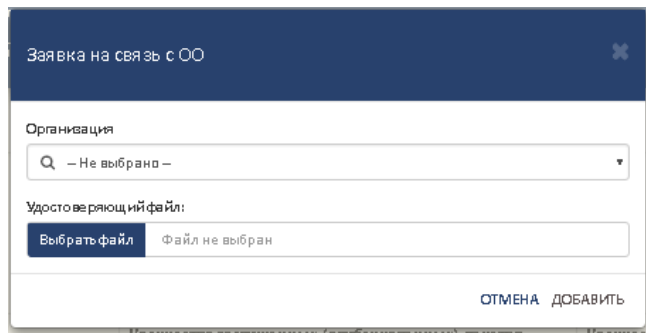 Заявка на связь с ОО
Организация
– Не выбрано –
Удостоверяющий файл:
Выбрать файл Файл не выбран
ОТМЕНА ДОБАВИТЬ